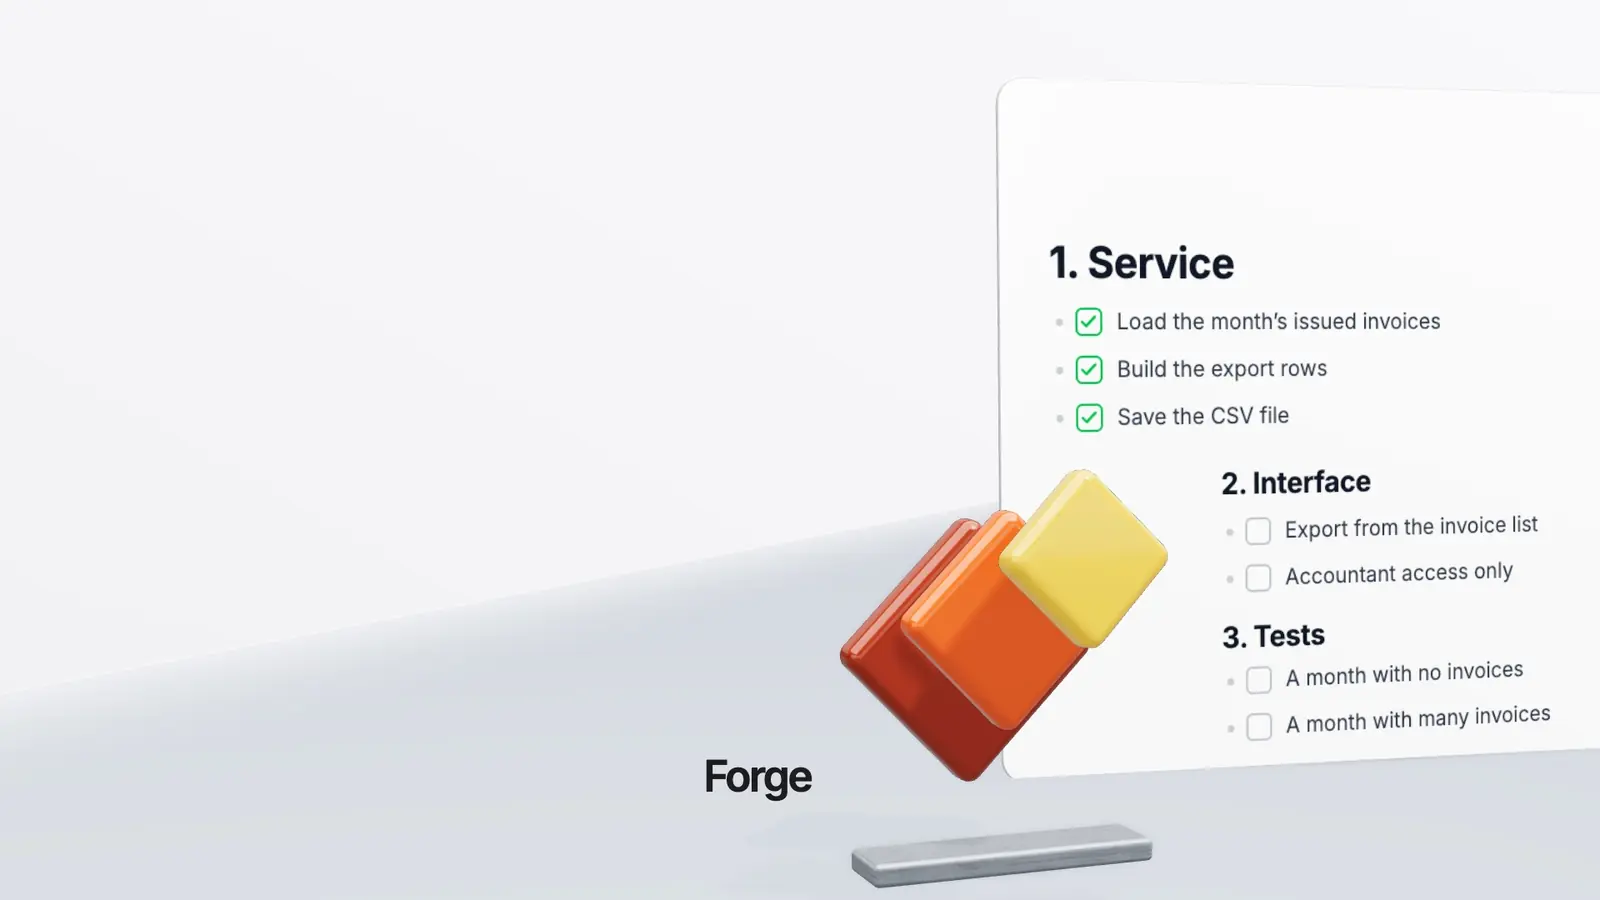 1. Service
Load the month’s issued invoices
Build the export rows
Save the CSV file
2. Interface
Export from the invoice list
Accountant access only
3. Tests
A month with no invoices
A month with many invoices
Forge